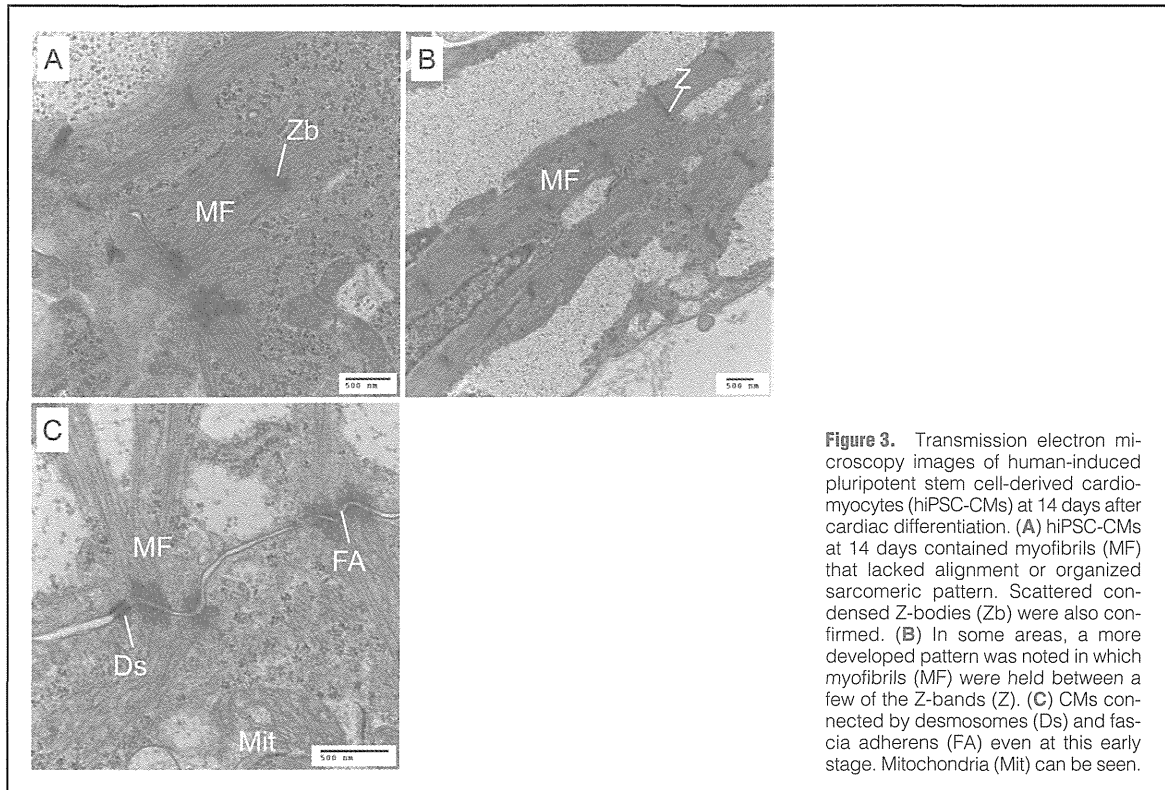 A
Zb
MF
500 nm
B
Z
MF
500 nm
C
MF
FA
Ds
Mit
500 nm
Figure 3. Transmission electron mi-
croscopy images of human-induced
pluripotent stem cell-derived cardio-
myocytes (hiPSC-CMs) at 14 days after
cardiac differentiation. (A) hiPSC-CMs
at 14 days contained myofibrils (MF)
that lacked alignment or organized
sarcomeric pattern. Scattered con-
densed Z-bodies (Zb) were also con-
firmed. (B) In some areas, a more
developed pattern was noted in which
myofibrils (MF) were held between a
few of the Z-bands (Z). (C) CMs con-
nected by desmosomes (Ds) and fas-
cia adherens (FA) even at this early
stage. Mitochondria (Mit) can be seen.